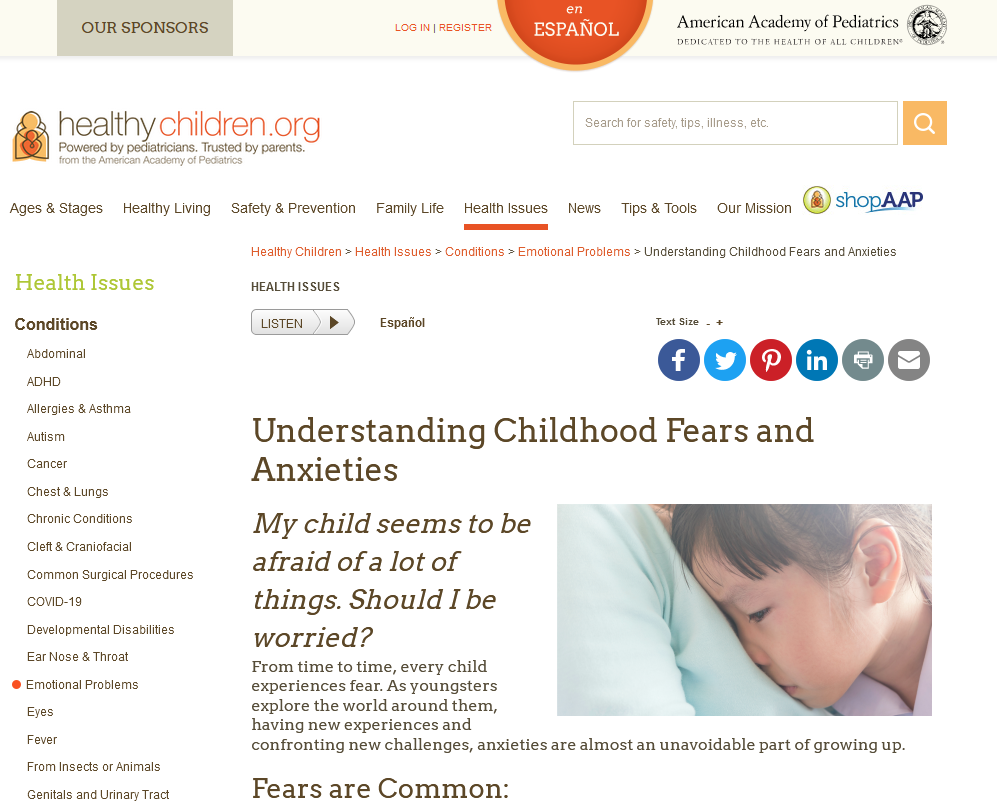 OUR SPONSORS
LOG IN | REGISTER
en
ESPAÑOL
American Academy of Pediatrics
DEDICATED TO THE HEALTH OF ALL CHILDREN®
healthychildren.org
Powered by pediatricians. Trusted by parents.
from the American Academy of Pediatrics
Search for safety, tips, illness, etc.
Ages & Stages Healthy Living Safety & Prevention Family Life Health Issues News Tips & Tools Our Mission shopAAP
Healthy Children > Health Issues > Conditions > Emotional Problems > Understanding Childhood Fears and Anxieties
Health Issues
Conditions
Abdominal
ADHD
Allergies & Asthma
Autism
Cancer
Chest & Lungs
Chronic Conditions
Cleft & Craniofacial
Common Surgical Procedures
COVID-19
Developmental Disabilities
Ear Nose & Throat
Emotional Problems
Eyes
Fever
From Insects or Animals
Genitals and Urinary Tract
HEALTH ISSUES
LISTEN
Español
Text Size - +
Understanding Childhood Fears and
Anxieties
My child seems to be
afraid of a lot of
things. Should I be
worried?
From time to time, every child
experiences fear. As youngsters
explore the world around them,
having new experiences and
confronting new challenges, anxieties are almost an unavoidable part of growing up.
Fears are Common: